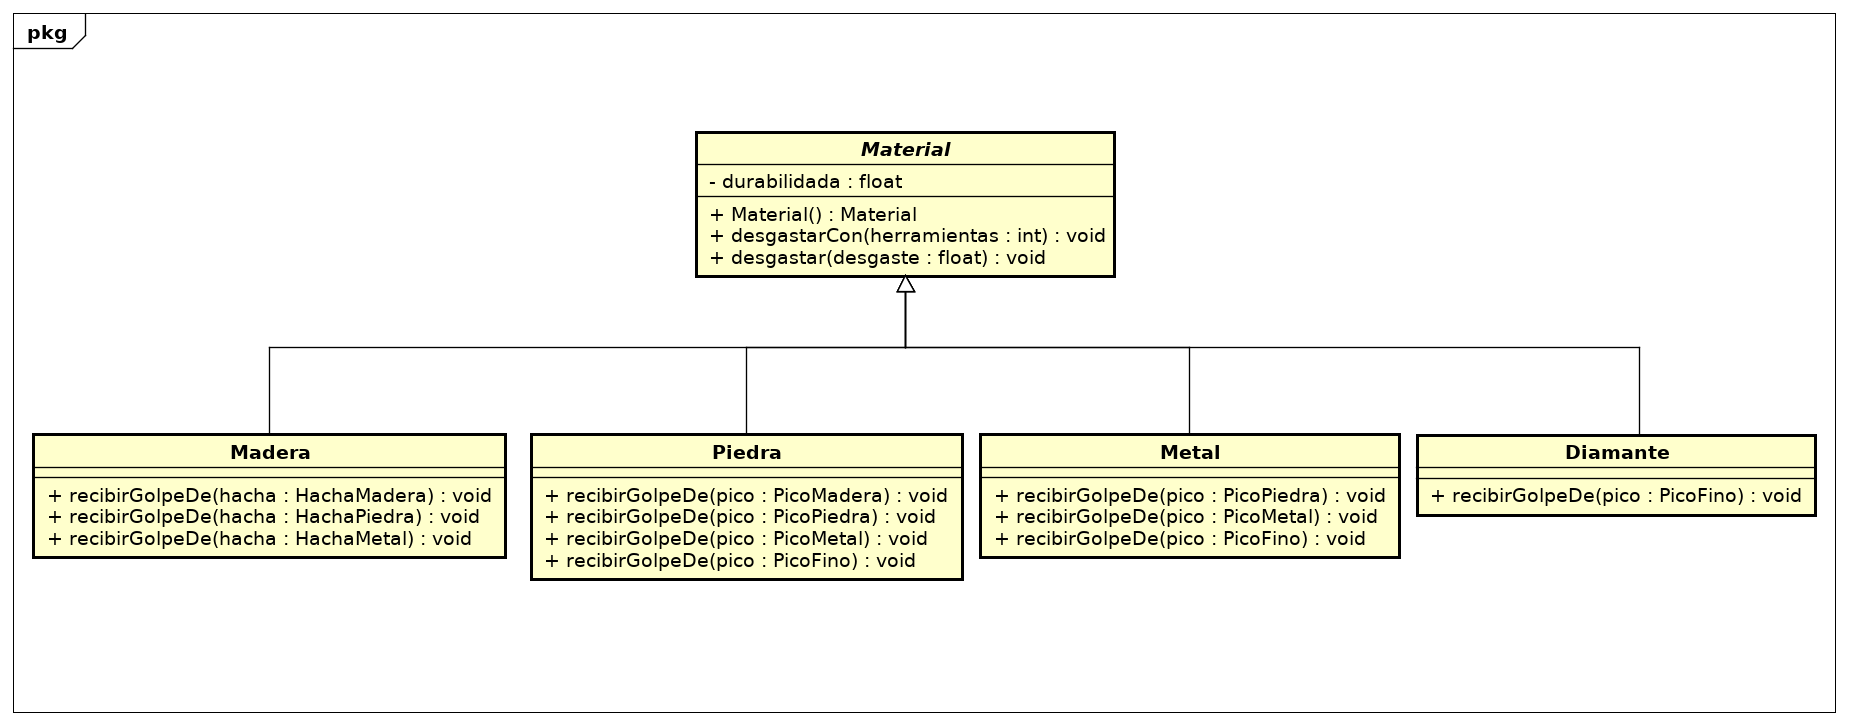 pkg
Material
- durabilidada : float
+ Material() : Material
+ desgastarCon(herramientas : int) : void
+ desgastar(desgaste : float) : void
Madera
+ recibirGolpeDe(hacha : HachaMadera) : void
+ recibirGolpeDe(hacha : HachaPiedra) : void
+ recibirGolpeDe(hacha : HachaMetal) : void
Piedra
+ recibirGolpeDe(pico : PicoMadera) : void
+ recibirGolpeDe(pico : PicoPiedra) : void
+ recibirGolpeDe(pico : PicoMetal) : void
+ recibirGolpeDe(pico : PicoFino) : void
Metal
+ recibirGolpeDe(pico : PicoPiedra) : void
+ recibirGolpeDe(pico : PicoMetal) : void
+ recibirGolpeDe(pico : PicoFino) : void
Diamante
+ recibirGolpeDe(pico : PicoFino) : void